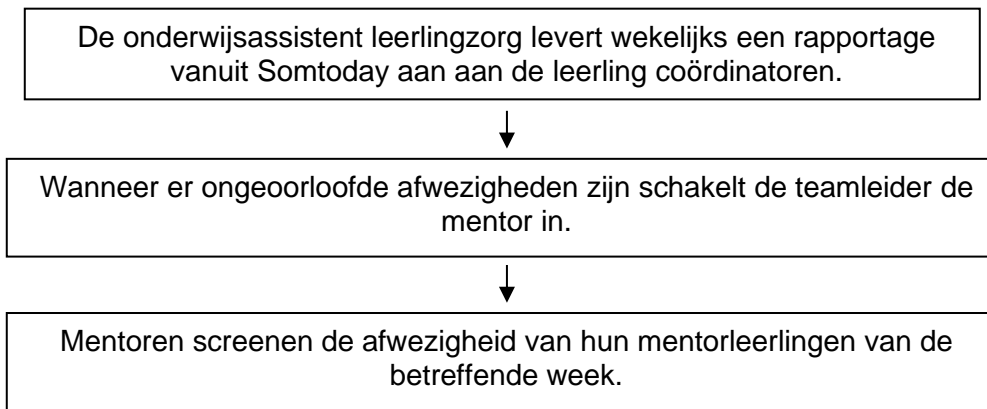 De onderwijsassistent leerlingzorg levert wekelijks een rapportage
vanuit Somtoday aan aan de leerling coördinatoren.
Wanneer er ongeoorloofde afwezigheden zijn schakelt de teamleider de
mentor in.
Mentoren screenen de afwezigheid van hun mentorleerlingen van de
betreffende week.